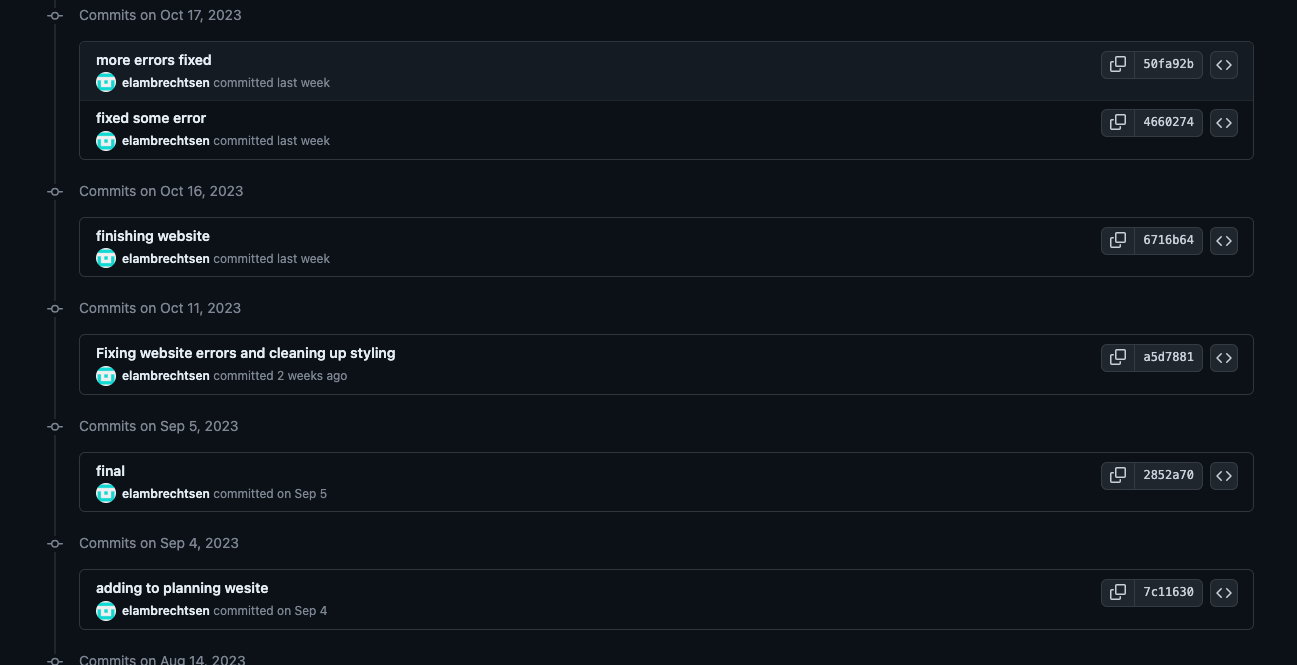 Commits on Oct 17, 2023
more errors fixed
elambrechtsen committed last week
50fa92b
fixed some error
elambrechtsen committed last week
4660274
Commits on Oct 16, 2023
finishing website
elambrechtsen committed last week
6716b64
Commits on Oct 11, 2023
Fixing website errors and cleaning up styling
elambrechtsen committed 2 weeks ago
a5d7881
Commits on Sep 5, 2023
final
elambrechtsen committed on Sep 5
2852a70
Commits on Sep 4, 2023
adding to planning wesite
elambrechtsen committed on Sep 4
7c11630
Commits on Aug 14, 2023